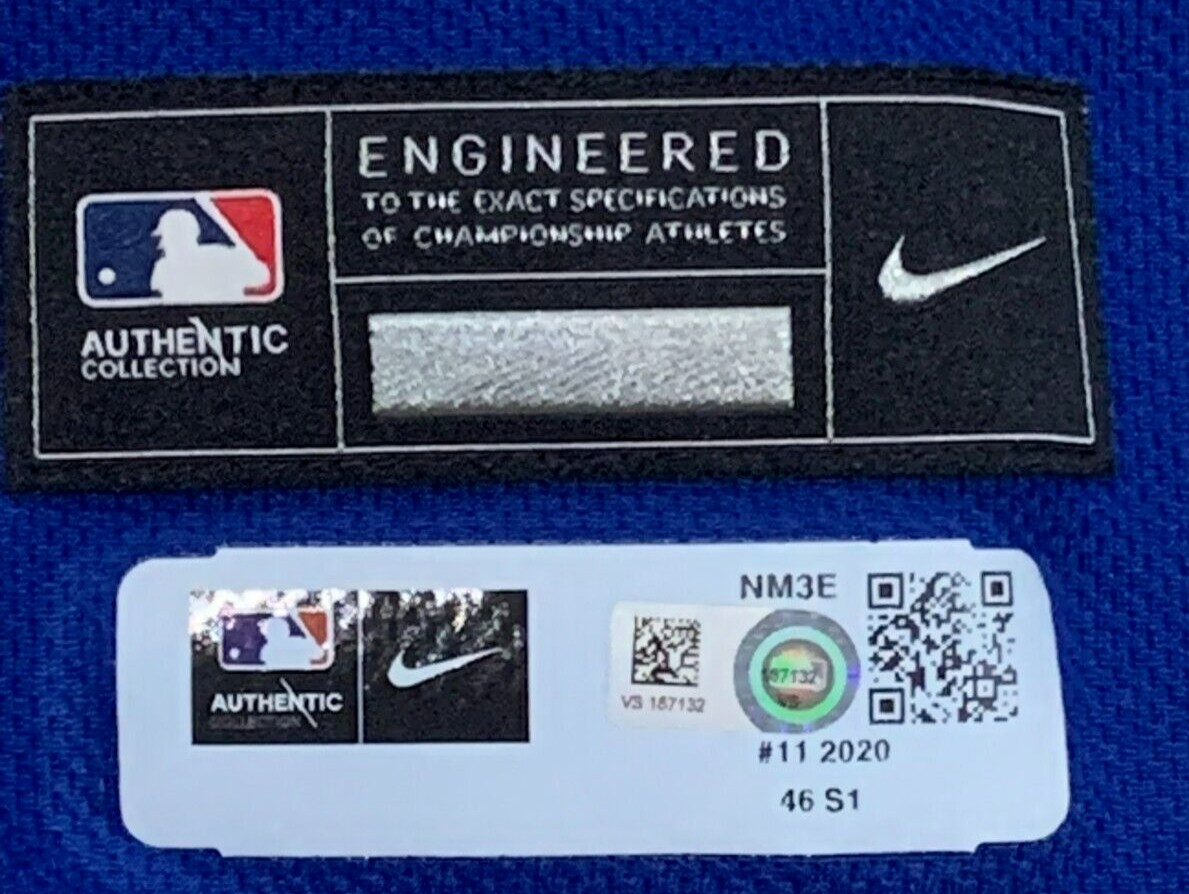 ENGINEERED
TO THE EXACT SPECIFICATIONS
OF CHAMPIONSHIP ATHLETES
AUTHENTIC
COLLECTION
NM3E
AUTHENTIC
COLLECTION
VS 187132
187132
VS
#11 2020
46 S1